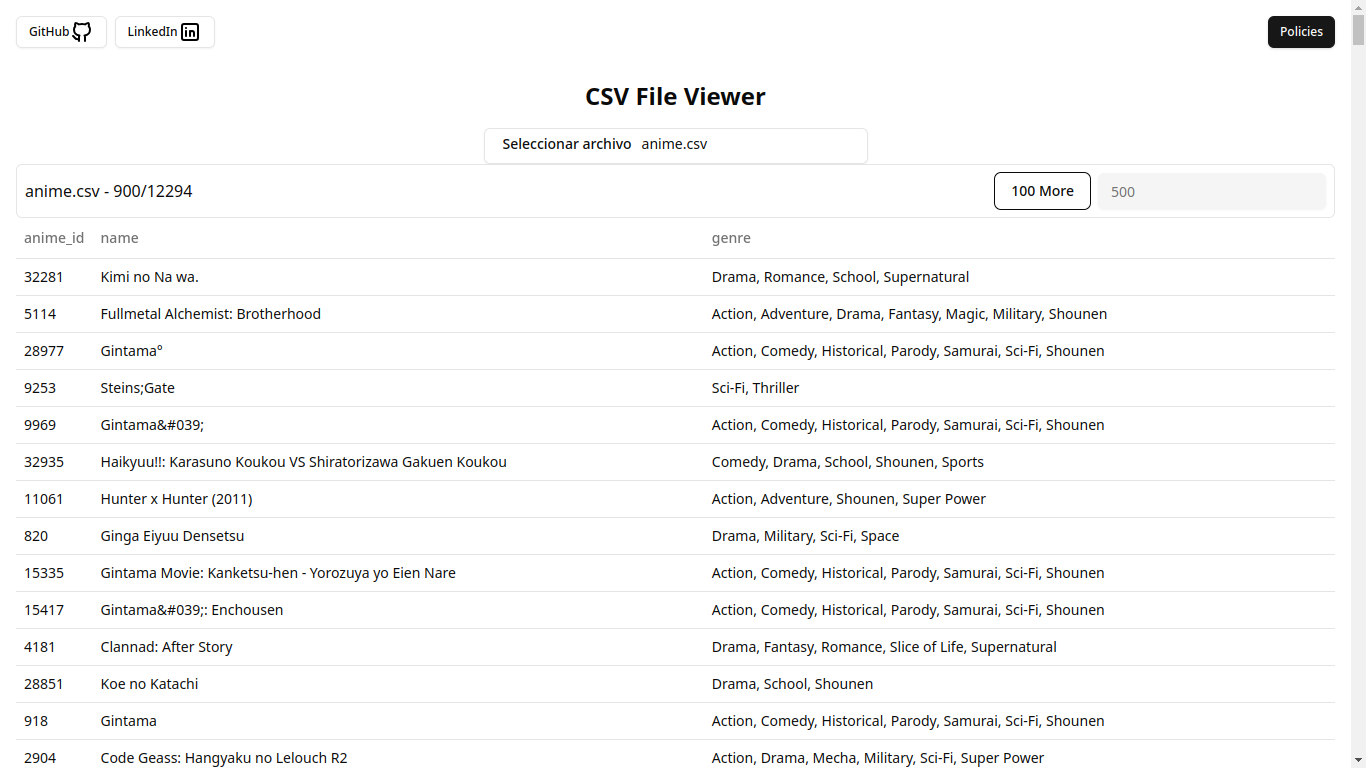 GitHub LinkedIn Policies
CSV File Viewer
Seleccionar archivo anime.csv
anime.csv - 900/12294 100 More 500
anime_id name genre
32281 Kimi no Na wa. Drama, Romance, School, Supernatural
5114 Fullmetal Alchemist: Brotherhood Action, Adventure, Drama, Fantasy, Magic, Military, Shounen
28977 Gintama° Action, Comedy, Historical, Parody, Samurai, Sci-Fi, Shounen
9253 Steins;Gate Sci-Fi, Thriller
9969 Gintama&#039; Action, Comedy, Historical, Parody, Samurai, Sci-Fi, Shounen
32935 Haikyuu!!: Karasuno Koukou VS Shiratorizawa Gakuen Koukou Comedy, Drama, School, Shounen, Sports
11061 Hunter x Hunter (2011) Action, Adventure, Shounen, Super Power
820 Ginga Eiyuu Densetsu Drama, Military, Sci-Fi, Space
15335 Gintama Movie: Kanketsu-hen - Yorozuya yo Eien Nare Action, Comedy, Historical, Parody, Samurai, Sci-Fi, Shounen
15417 Gintama&#039;: Enchousen Action, Comedy, Historical, Parody, Samurai, Sci-Fi, Shounen
4181 Clannad: After Story Drama, Fantasy, Romance, Slice of Life, Supernatural
28851 Koe no Katachi Drama, School, Shounen
918 Gintama Action, Comedy, Historical, Parody, Samurai, Sci-Fi, Shounen
2904 Code Geass: Hangyaku no Lelouch R2 Action, Drama, Mecha, Military, Sci-Fi, Super Power